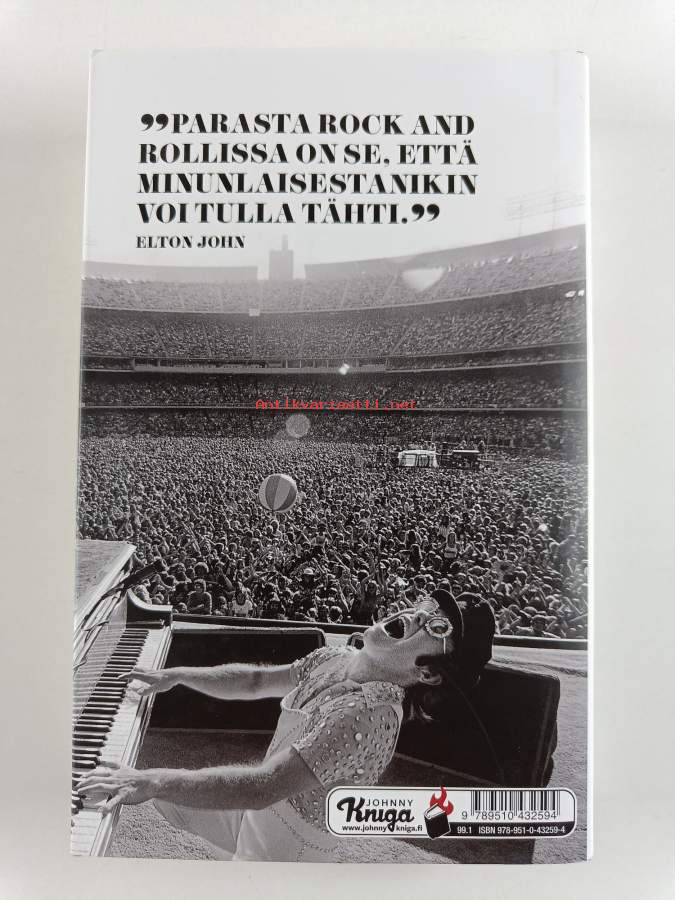 ”PARASTA ROCK AND
ROLLISSA ON SE, ETTÄ
MINUNLAISESTANIKIN
VOI TULLA TÄHTI.”
ELTON JOHN
Antikvariaatti.net
JOHNNY
Kniga
www.johnnykniga.fi
9 789510 432594
99.1 ISBN 978-951-0-43259-4